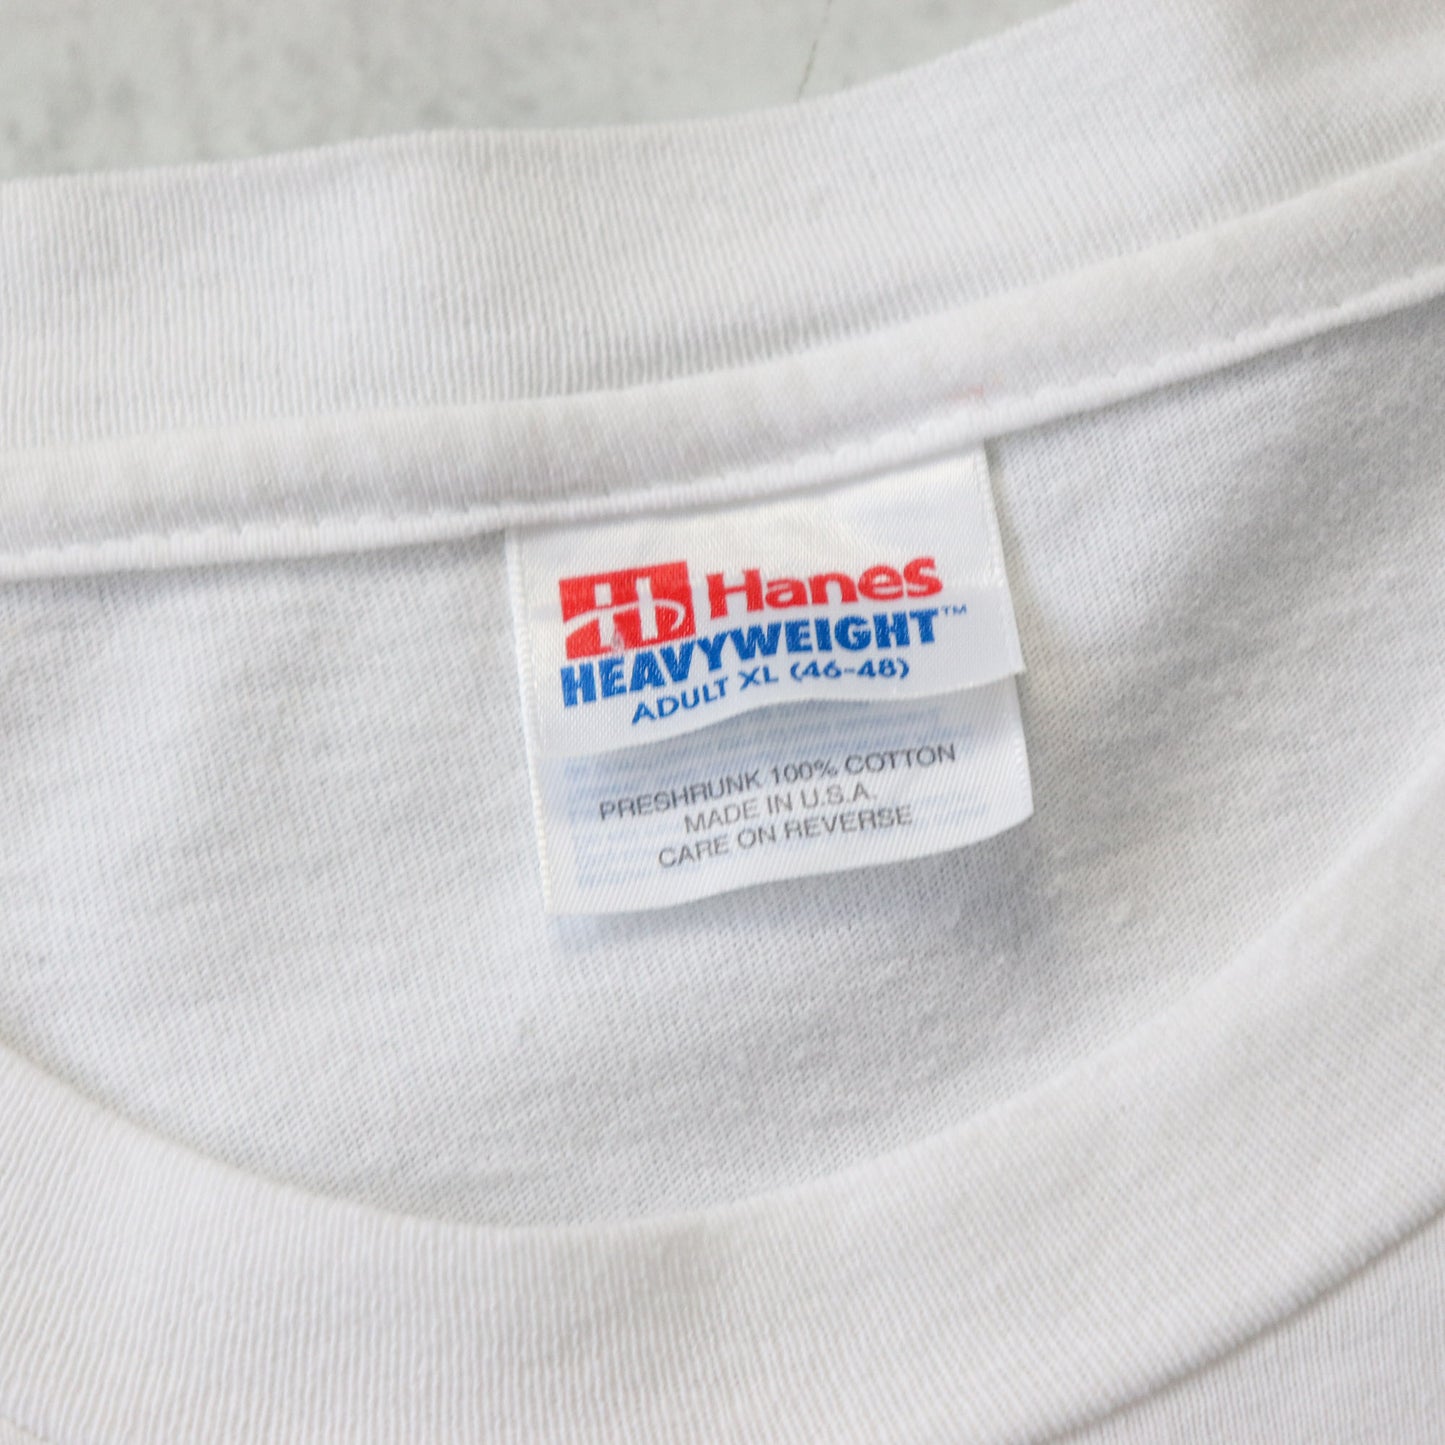 Hanes
HEAVYWEIGHT™
ADULT XL (46-48)
PRESHRUNK 100% COTTON
MADE IN U.S.A.
CARE ON REVERSE